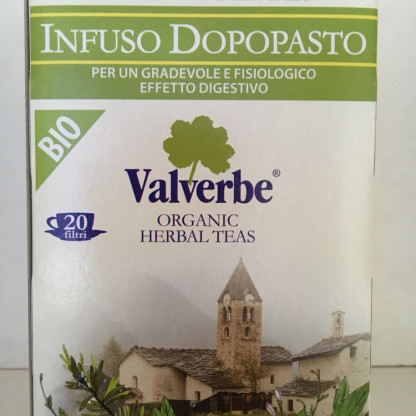 INFUSO DOPOPASTO
PER UN GRADEVOLE E FISIOLOGICO
EFFETTO DIGESTIVO
BIO
Valverbe®
ORGANIC
HERBAL TEAS
20
filtri